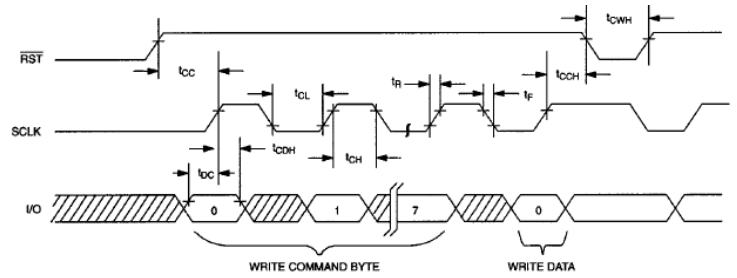 tCWH
RST
tCC
tCL
tR
tF
tCCH
SCLK
tCDH
tCH
tDC
I/O
0
1
7
0
WRITE COMMAND BYTE
WRITE DATA